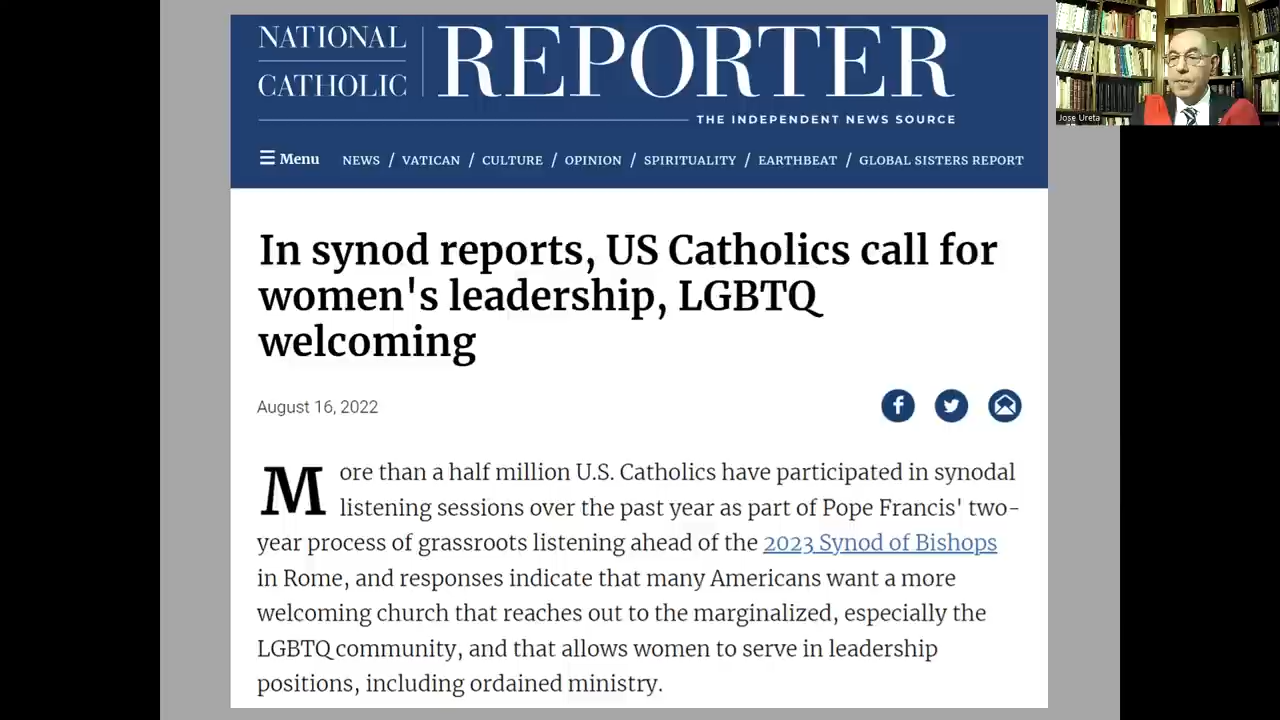 NATIONAL
CATHOLIC
REPORTER
THE INDEPENDENT NEWS SOURCE
Menu NEWS / VATICAN / CULTURE / OPINION / SPIRITUALITY / EARTHBEAT / GLOBAL SISTERS REPORT
In synod reports, US Catholics call for
women's leadership, LGBTQ
welcoming
August 16, 2022
More than a half million U.S. Catholics have participated in synodal
listening sessions over the past year as part of Pope Francis' two-
year process of grassroots listening ahead of the 2023 Synod of Bishops
in Rome, and responses indicate that many Americans want a more
welcoming church that reaches out to the marginalized, especially the
LGBTQ community, and that allows women to serve in leadership
positions, including ordained ministry.
Jose Ureta